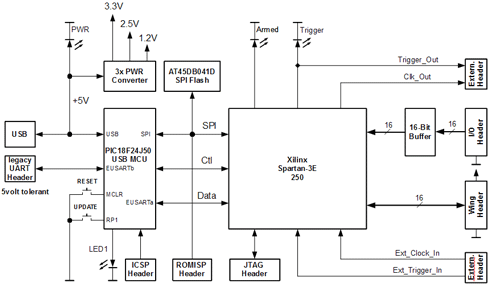 3.3V
2.5V
1.2V
PWR
Armed
Trigger
Trigger_Out
Clk_Out
Extern.
Header
3x PWR
Converter
AT45DB041D
SPI Flash
+5V
USB
USB
SPI
SPI
PIC18F24J50
USB MCU
legacy
UART
Header
EUSARTb
5volt tolerant
Ctl
Xilinx
Spartan-3E
250
16
16-Bit
Buffer
16
I/O
Header
RESET
MCLR
EUSARTa
Data
16
Wing
Header
UPDATE
RP1
LED1
ICSP
Header
ROMISP
Header
JTAG
Header
Ext_Clock_In
Ext_Trigger_In
Extern.
Header